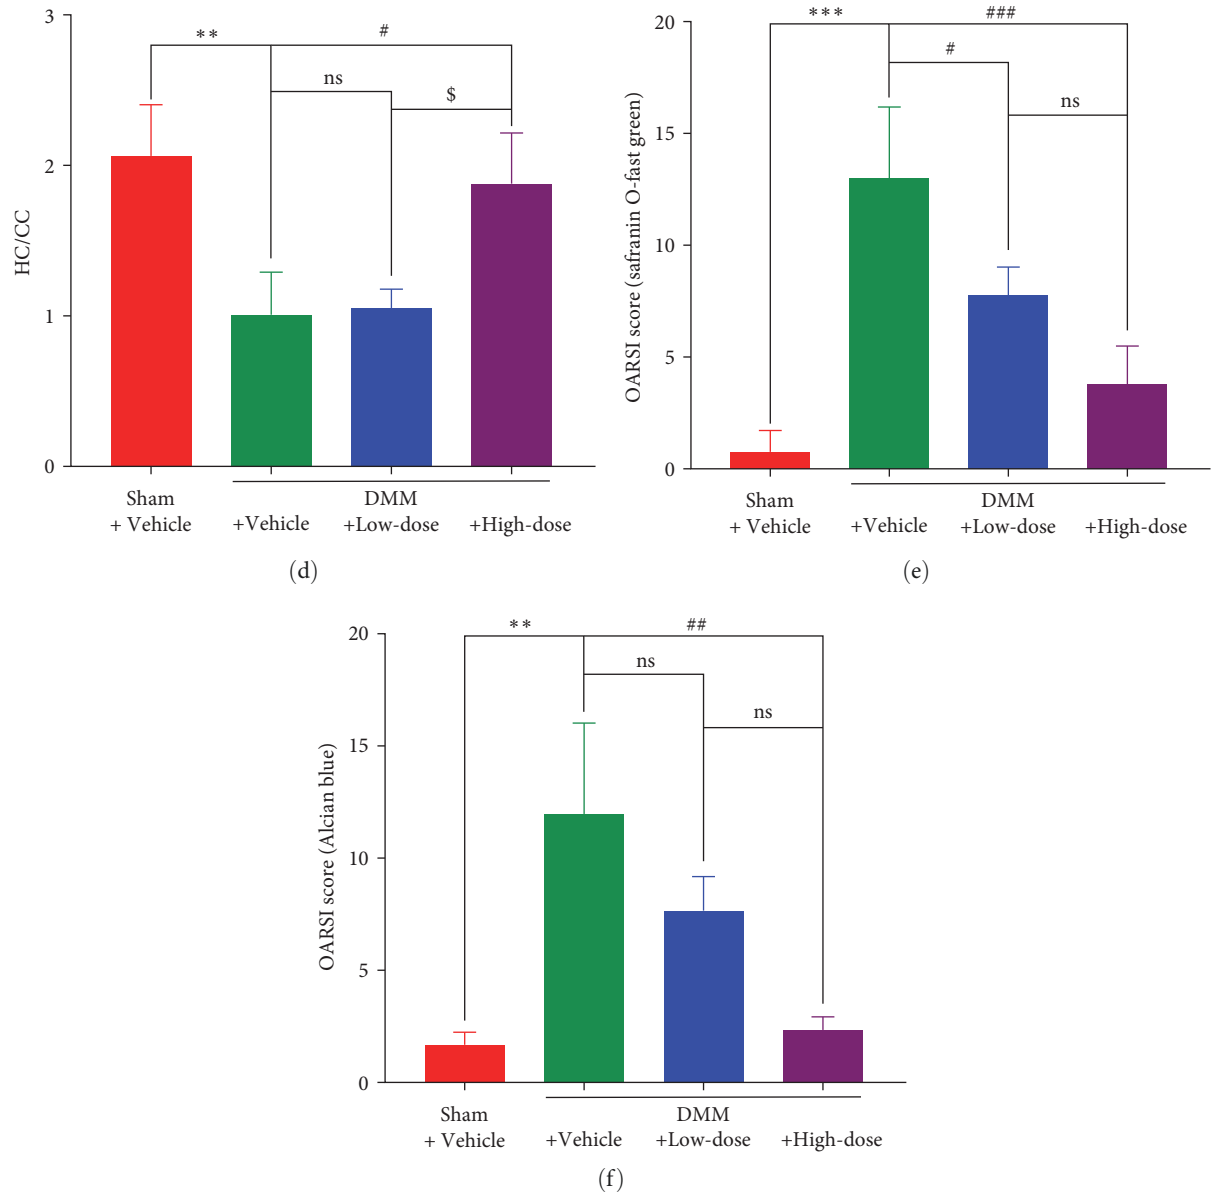 3
2
1
0
HC/CC
**
#
ns
$
Sham
+ Vehicle
+Vehicle
DMM
+Low-dose
+High-dose
(d)
20
15
10
5
0
OARSI score (safranin O-fast green)
***
###
#
ns
Sham
+ Vehicle
+Vehicle
DMM
+Low-dose
+High-dose
(e)
20
15
10
5
0
OARSI score (Alcian blue)
**
##
ns
ns
Sham
+ Vehicle
+Vehicle
DMM
+Low-dose
+High-dose
(f)